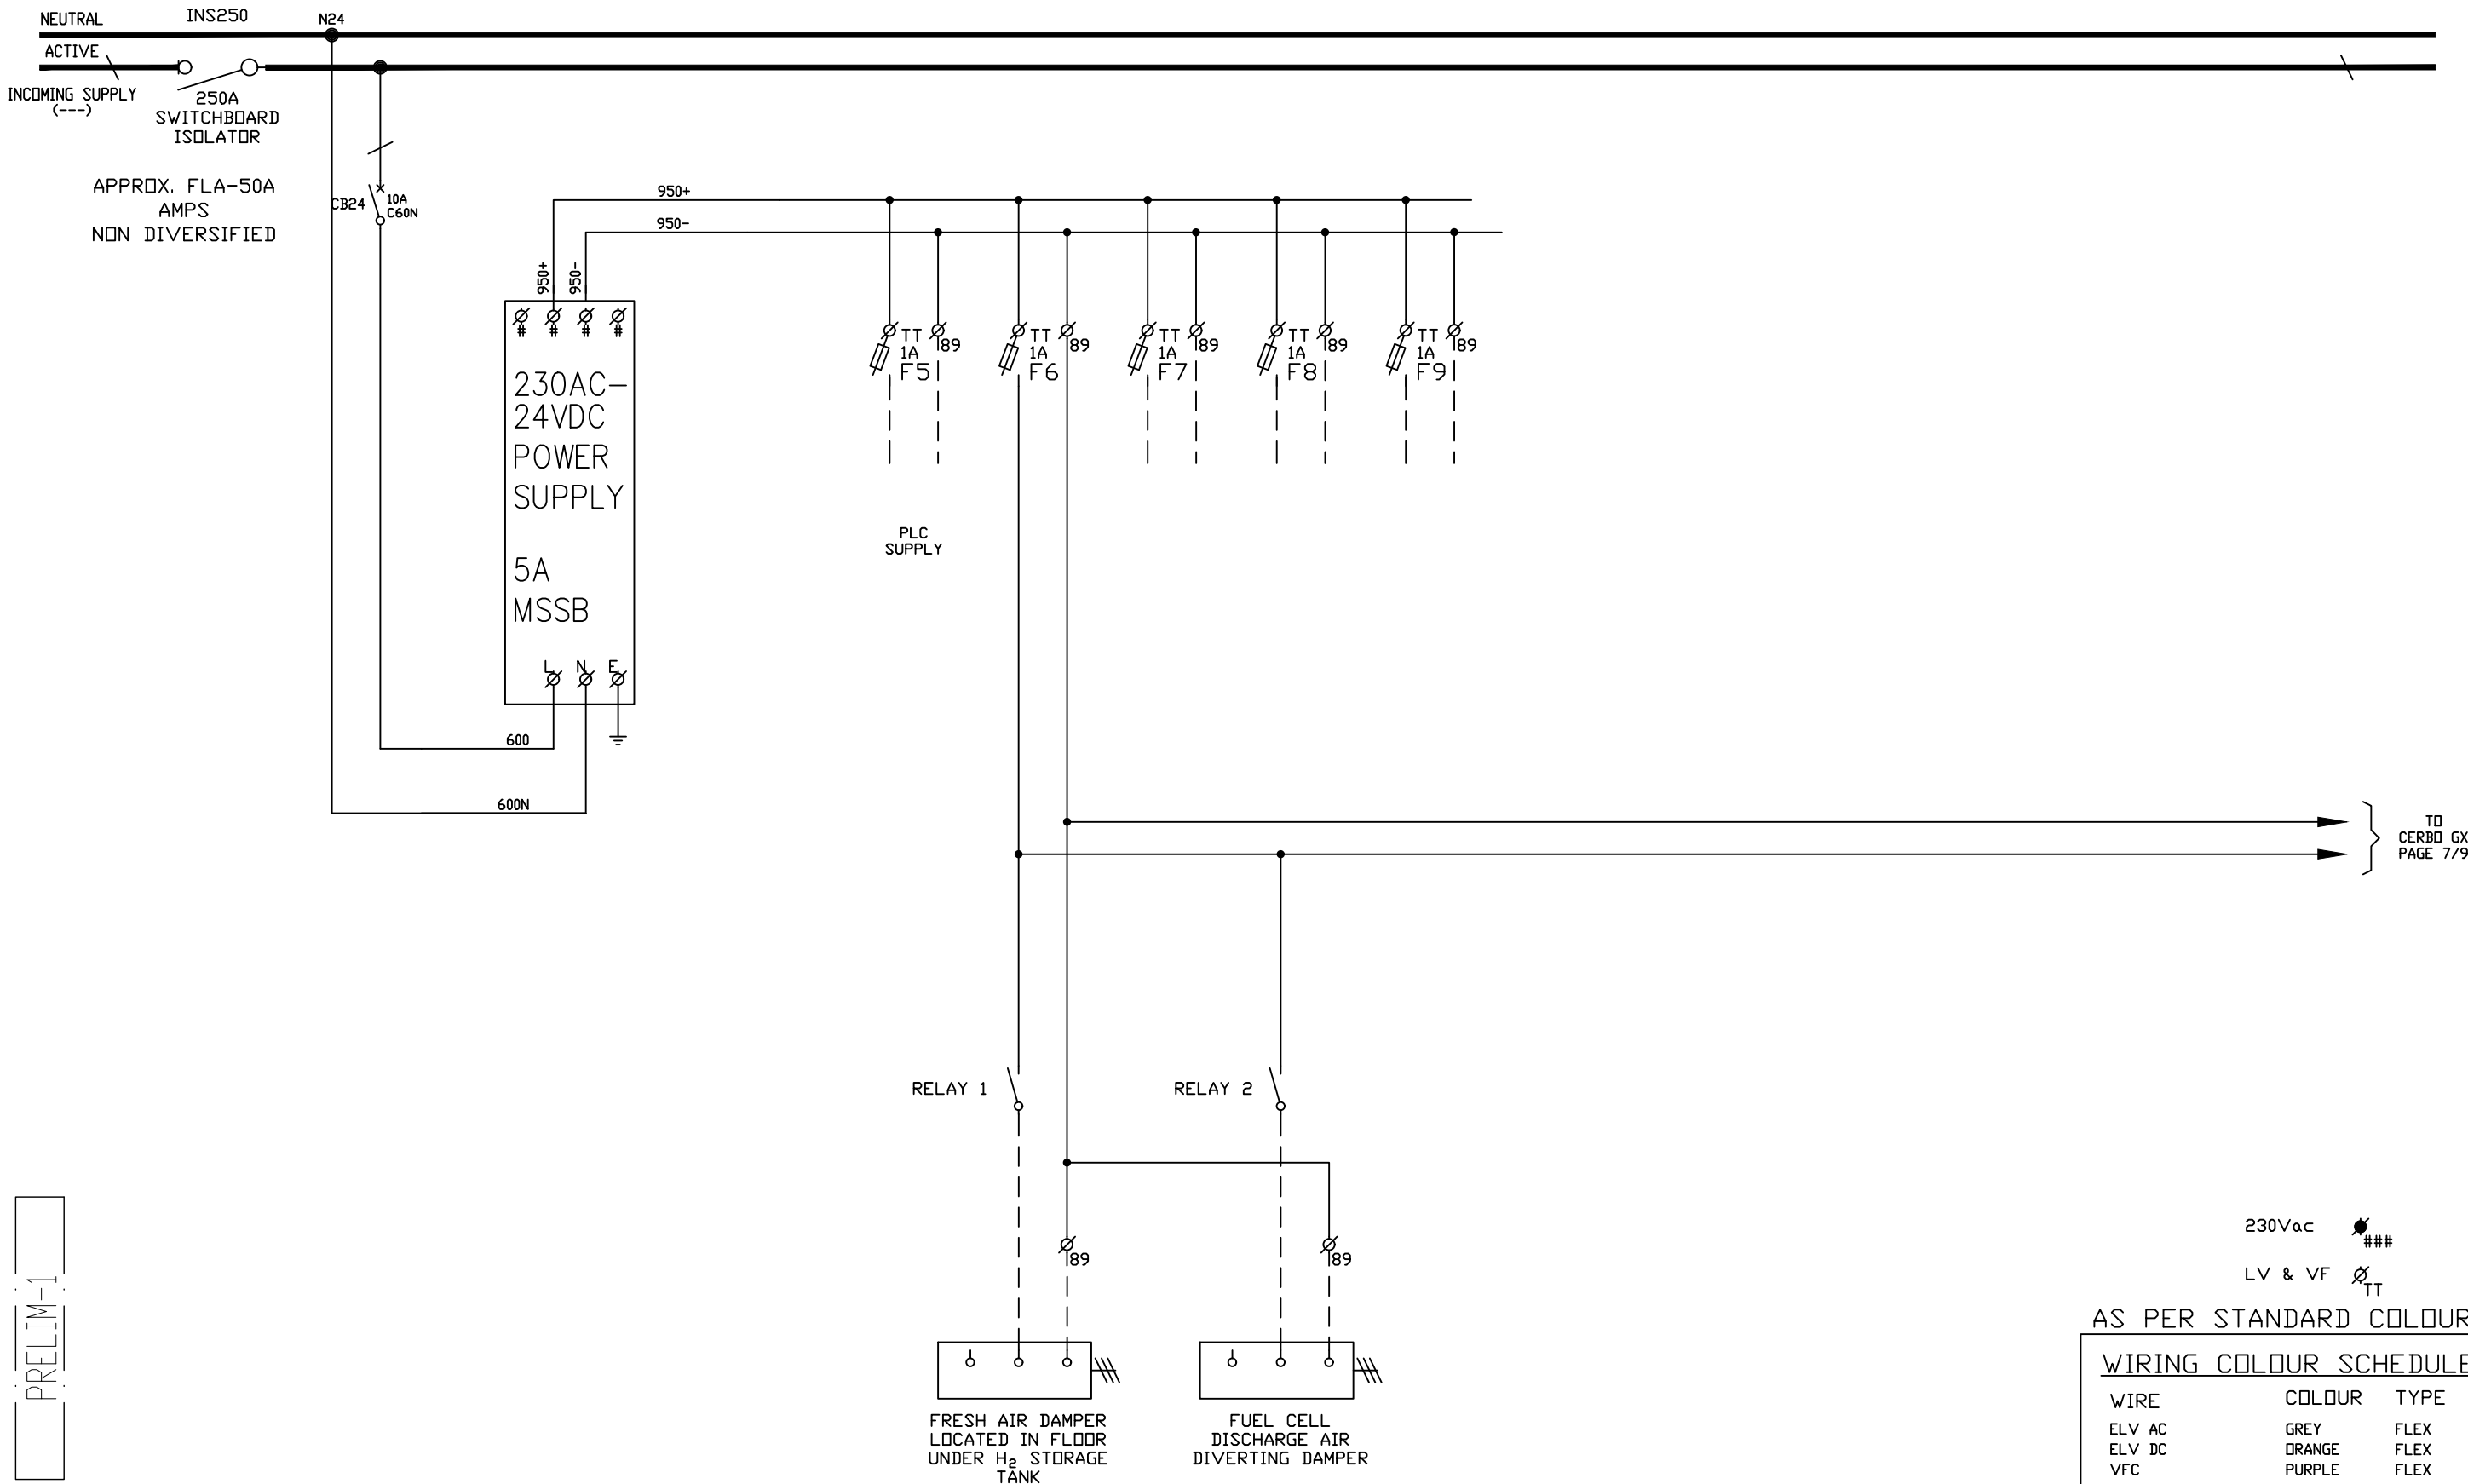 NEUTRAL
INS250
N24
ACTIVE
INCOMING SUPPLY
(---)
250A
SWITCHBOARD
ISOLATOR
APPROX. FLA-50A
AMPS
NON DIVERSIFIED
CB24
10A
C60N
950+
950-
950+
950-
#
#
#
#
230AC-
24VDC
POWER
SUPPLY
5A
MSSB
L
N
E
600
600N
TT
1A
F5
89
TT
1A
F6
89
TT
1A
F7
89
TT
1A
F8
89
TT
1A
F9
89
PLC
SUPPLY
TO
CERBO GX
PAGE 7/9
RELAY 1
RELAY 2
89
89
FRESH AIR DAMPER
LOCATED IN FLOOR
UNDER H₂ STORAGE
TANK
FUEL CELL
DISCHARGE AIR
DIVERTING DAMPER
PRELIM-1
230Vac
###
LV & VF
TT
AS PER STANDARD COLOUR
WIRING COLOUR SCHEDULE
WIRE COLOUR TYPE
ELV AC GREY FLEX
ELV DC ORANGE FLEX
VFC PURPLE FLEX